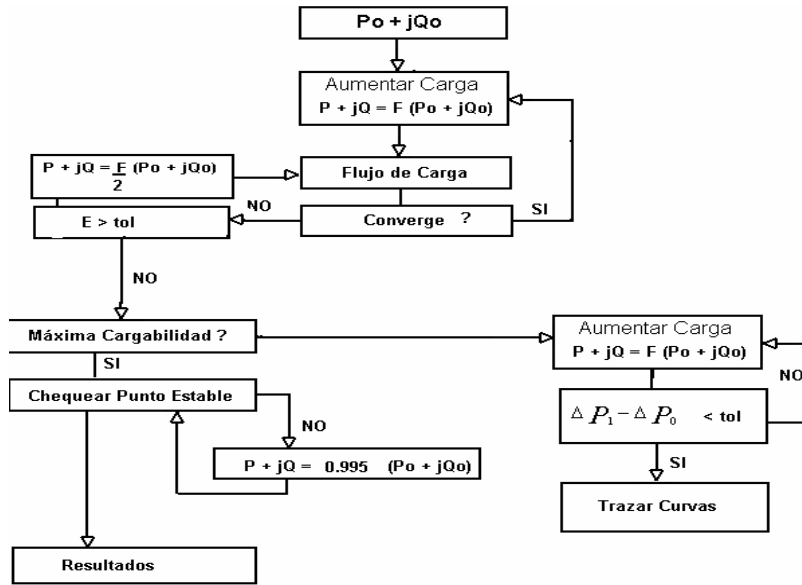 Po + jQo
Aumentar Carga
P + jQ = F (Po + jQo)
P + jQ = F (Po + jQo)
2
Flujo de Carga
E > tol
NO
Converge ?
SI
NO
Máxima Cargabilidad ?
SI
Chequear Punto Estable
NO
P + jQ = 0.995 (Po + jQo)
Resultados
Aumentar Carga
P + jQ = F (Po + jQo)
NO
Δ P₁ − Δ P₀ < tol
SI
Trazar Curvas